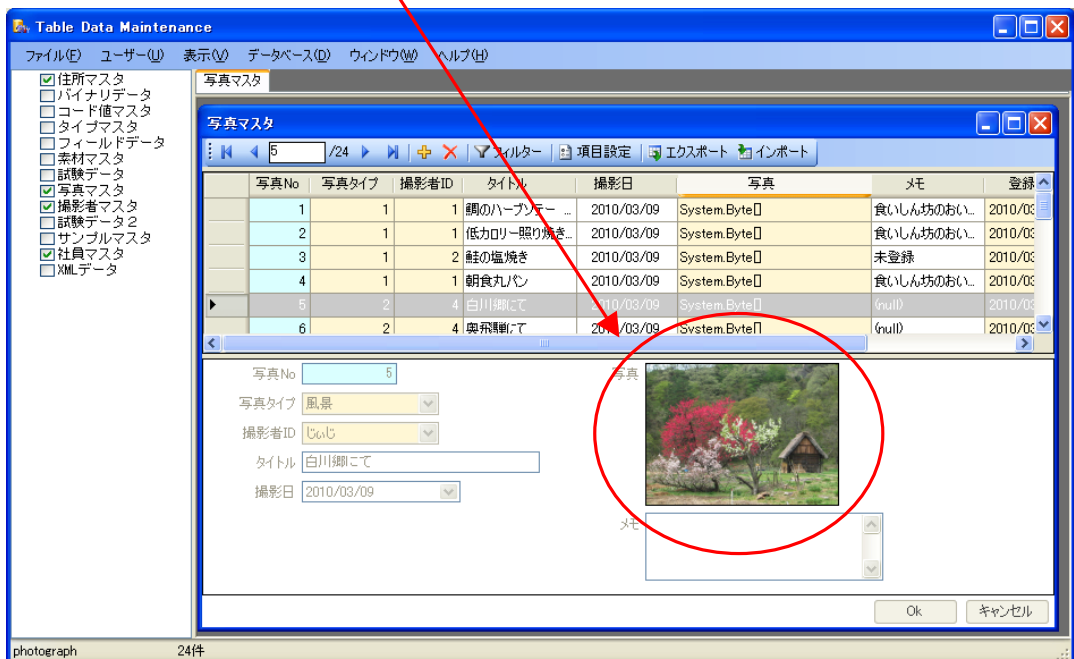 Table Data Maintenance
ファイル(F) ユーザー(U) 表示(V) データベース(D) ウィンドウ(W) ヘルプ(H)
住所マスタ
バイナリデータ
コード値マスタ
タイプマスタ
フィールドデータ
素材マスタ
試験データ
写真マスタ
撮影者マスタ
試験データ２
サンプルマスタ
社員マスタ
XMLデータ
写真マスタ
写真マスタ
5 /24 フィルター 項目設定 エクスポート インポート
写真No 写真タイプ 撮影者ID タイトル 撮影日 写真 メモ 登録
1 1 1 鯛のハーブソテー ... 2010/03/09 System.Byte[] 食いしん坊のおい... 2010/03
2 1 1 低カロリー照り焼き... 2010/03/09 System.Byte[] 食いしん坊のおい... 2010/03
3 1 2 鮭の塩焼き 2010/03/09 System.Byte[] 未登録 2010/03
4 1 1 朝食丸パン 2010/03/09 System.Byte[] 食いしん坊のおい... 2010/03
5 2 4 白川郷にて 2010/03/09 System.Byte[] (null) 2010/03
6 2 4 奥飛騨にて 2010/03/09 System.Byte[] (null) 2010/03
写真No 5
写真タイプ 風景
撮影者ID じぃじ
タイトル 白川郷にて
撮影日 2010/03/09
写真
メモ
Ok キャンセル
photograph 24件